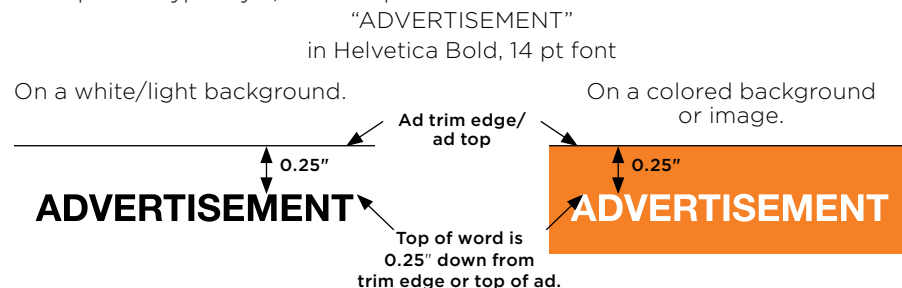 “ADVERTISEMENT”
in Helvetica Bold, 14 pt font
On a white/light background.
On a colored background
or image.
Ad trim edge/
ad top
0.25"
0.25"
ADVERTISEMENT
ADVERTISEMENT
Top of word is
0.25" down from
trim edge or top of ad.